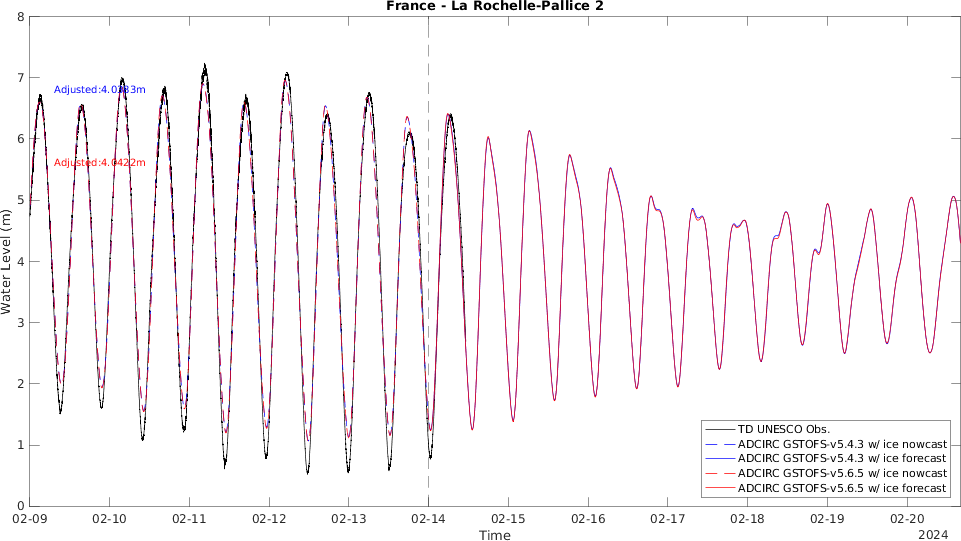 France - La Rochelle-Pallice 2
8
7
6
5
4
3
2
1
0
Water Level (m)
Adjusted:4.0383m
Adjusted:4.0422m
TD UNESCO Obs.
ADCIRC GSTOFS-v5.4.3 w/ ice nowcast
ADCIRC GSTOFS-v5.4.3 w/ ice forecast
ADCIRC GSTOFS-v5.6.5 w/ ice nowcast
ADCIRC GSTOFS-v5.6.5 w/ ice forecast
02-09 02-10 02-11 02-12 02-13 02-14 02-15 02-16 02-17 02-18 02-19 02-20
Time
2024